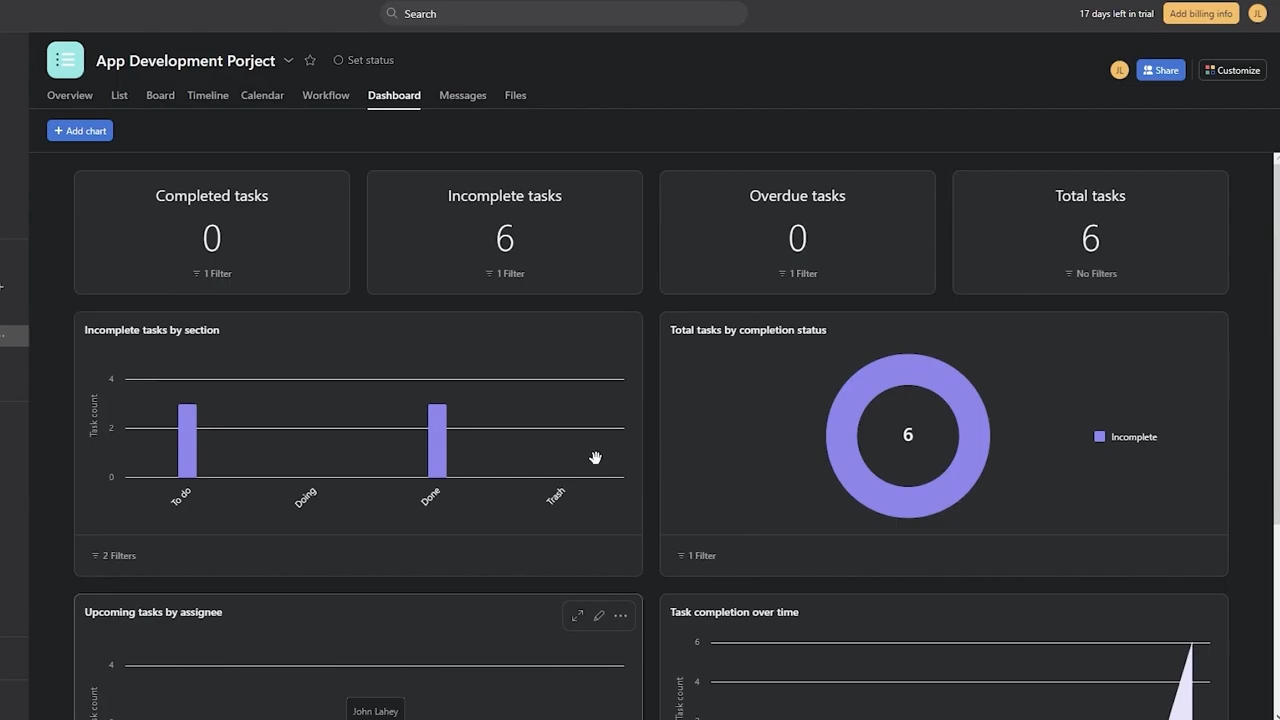 Search
17 days left in trial
Add billing info
JL
App Development Porject
Set status
JL
Share
Customize
Overview
List
Board
Timeline
Calendar
Workflow
Dashboard
Messages
Files
+ Add chart
Completed tasks
0
1 Filter
Incomplete tasks
6
1 Filter
Overdue tasks
0
1 Filter
Total tasks
6
No Filters
Incomplete tasks by section
4
2
0
Task count
To do
Doing
Done
Trash
2 Filters
Total tasks by completion status
6
Incomplete
1 Filter
Upcoming tasks by assignee
4
John Lahey
Task completion over time
6
4
Task count